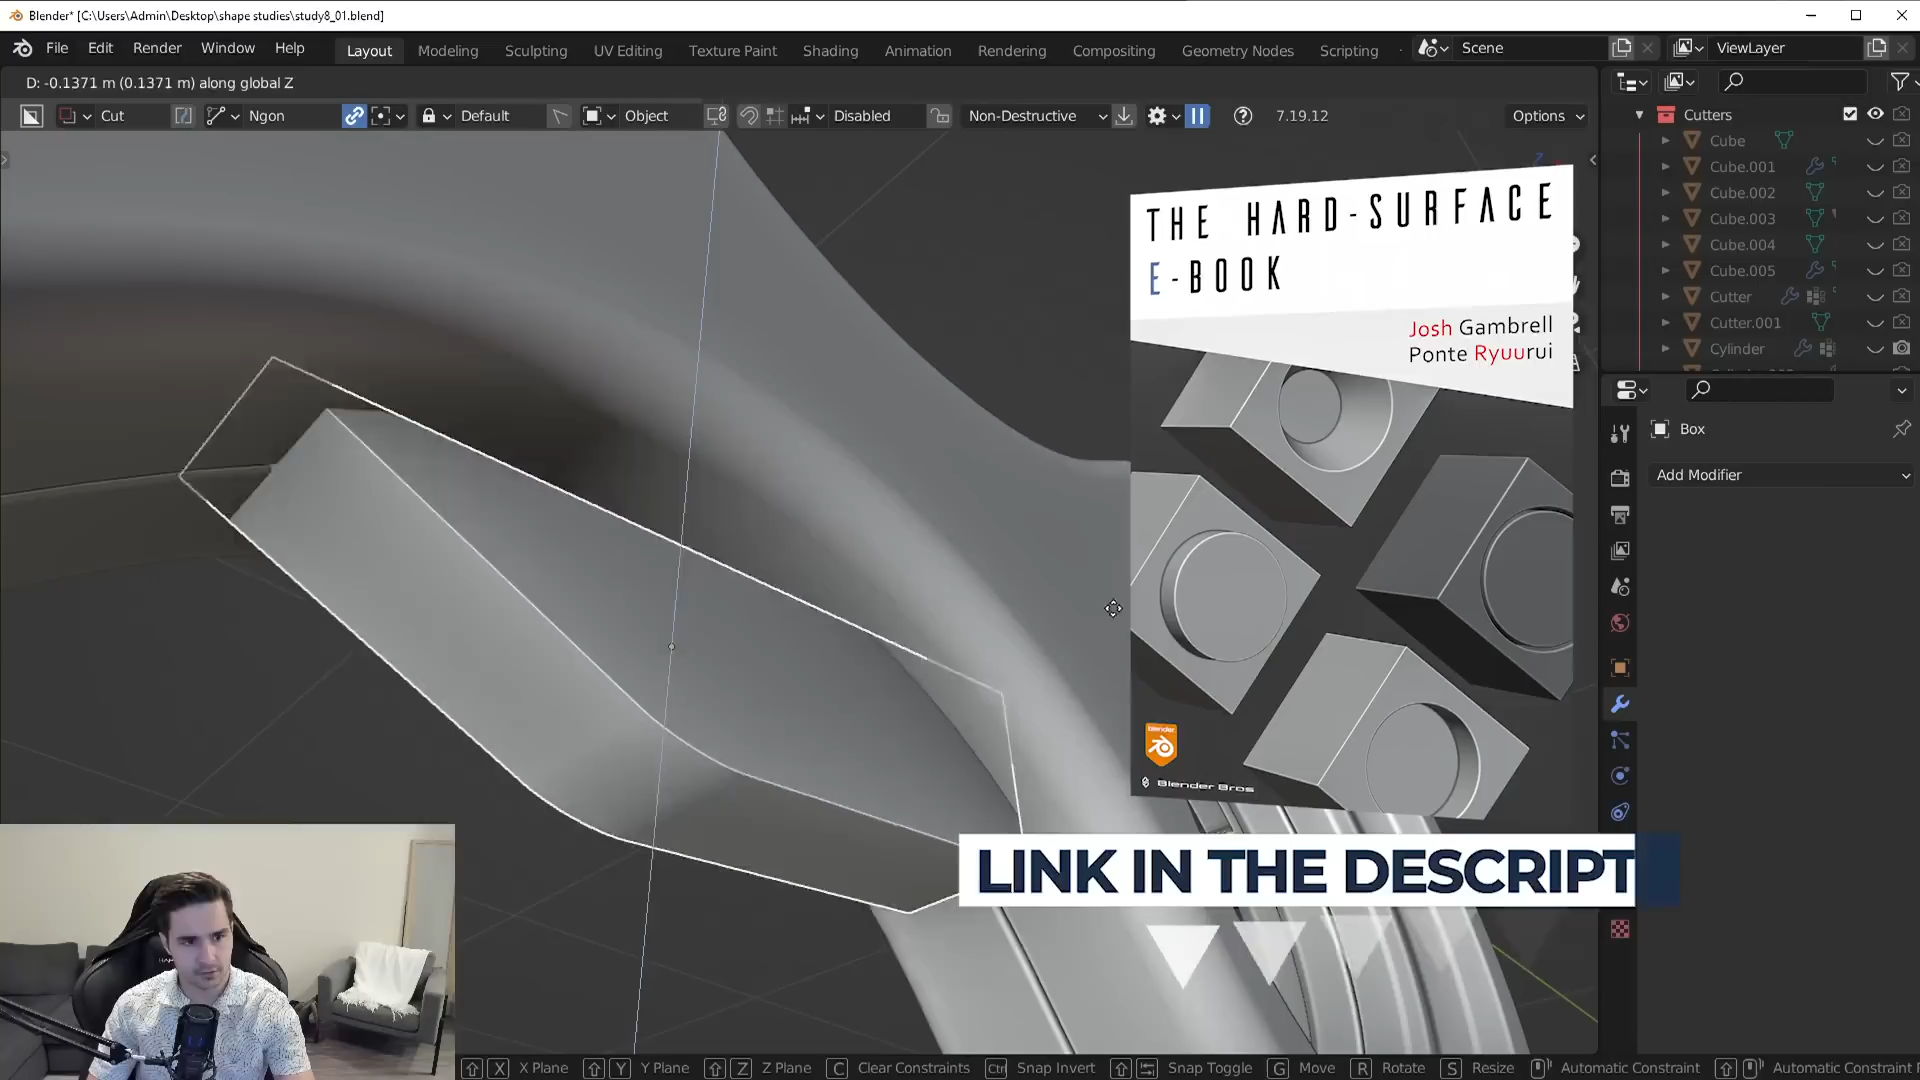 Blender* [C:\Users\Admin\Desktop\shape studies\study8_01.blend]
File Edit Render Window Help Layout Modeling Sculpting UV Editing Texture Paint Shading Animation Rendering Compositing Geometry Nodes Scripting Scene ViewLayer
D: -0.1371 m (0.1371 m) along global Z
Cut Ngon Default Object Disabled Non-Destructive 7.19.12 Options
Cutters
Cube
Cube.001
Cube.002
Cube.003
Cube.004
Cube.005
Cutter
Cutter.001
Cylinder
Box
Add Modifier
THE HARD-SURFACE
E-BOOK
Josh Gambrell
Ponte Ryuurui
blender
Blender Bros
LINK IN THE DESCRIPT
X X Plane Y Y Plane Z Z Plane C Clear Constraints Ctrl Snap Invert Snap Toggle G Move R Rotate S Resize Automatic Constraint Automatic Constraint